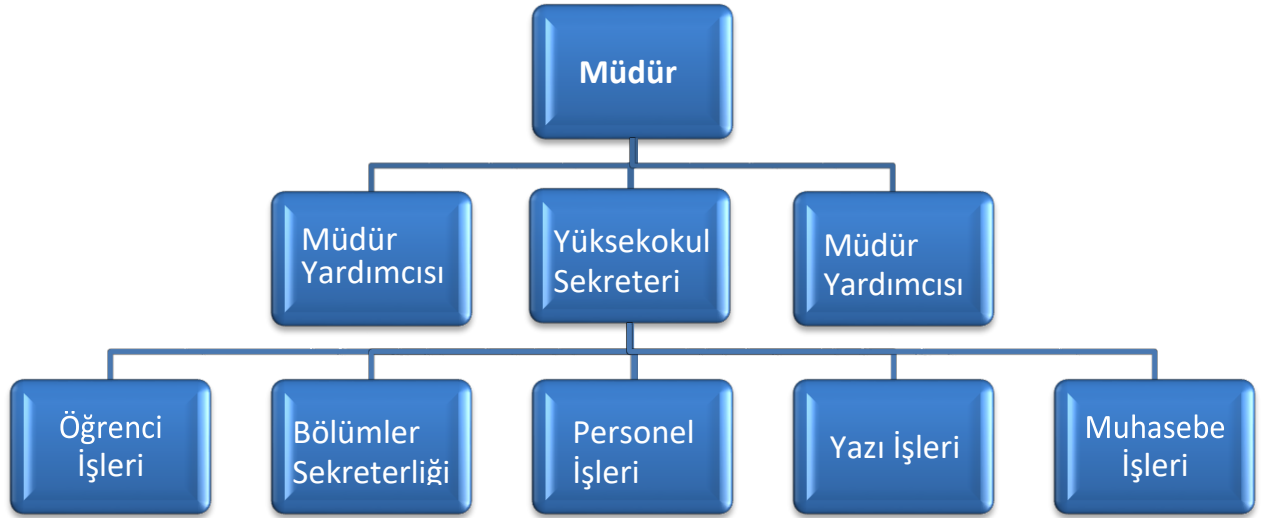 Müdür
Müdür
Yardımcısı
Yüksekokul
Sekreteri
Müdür
Yardımcısı
Öğrenci
İşleri
Bölümler
Sekreterliği
Personel
İşleri
Yazı İşleri
Muhasebe
İşleri